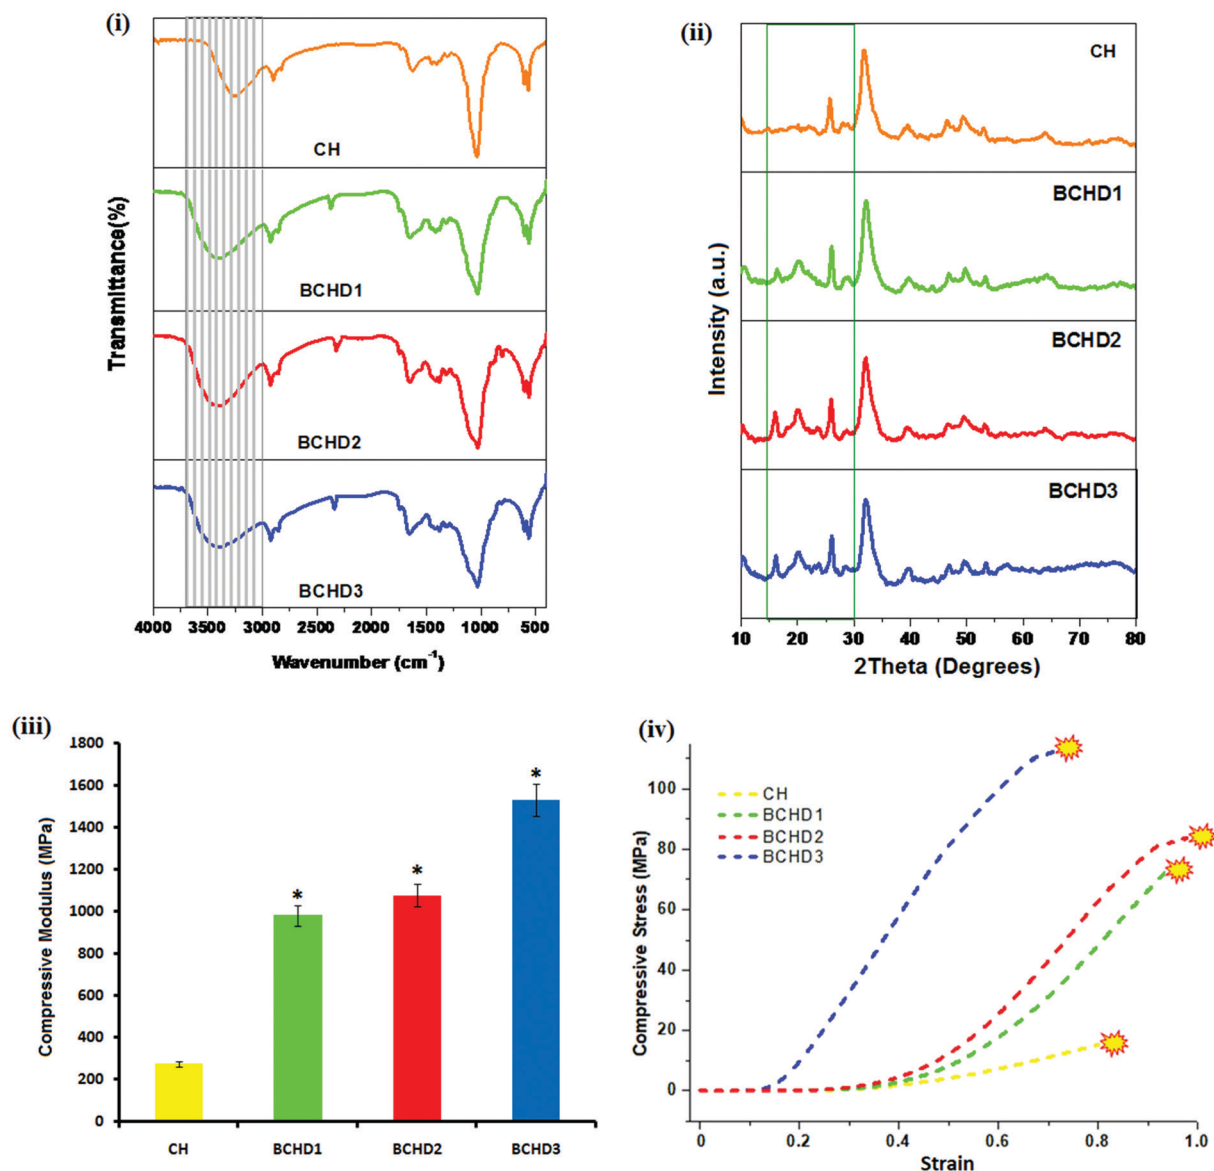 (i)
Transmittance(%)
CH
BCHD1
BCHD2
BCHD3
4000 3500 3000 2500 2000 1500 1000 500
Wavenumber (cm⁻¹)
(ii)
Intensity (a.u.)
CH
BCHD1
BCHD2
BCHD3
10 20 30 40 50 60 70 80
2Theta (Degrees)
(iii)
Compressive Modulus (MPa)
1800
1600
1400
1200
1000
800
600
400
200
0
*
*
*
CH BCHD1 BCHD2 BCHD3
(iv)
Compressive Stress (MPa)
100
80
60
40
20
0
CH
BCHD1
BCHD2
BCHD3
0 0.2 0.4 0.6 0.8 1.0
Strain